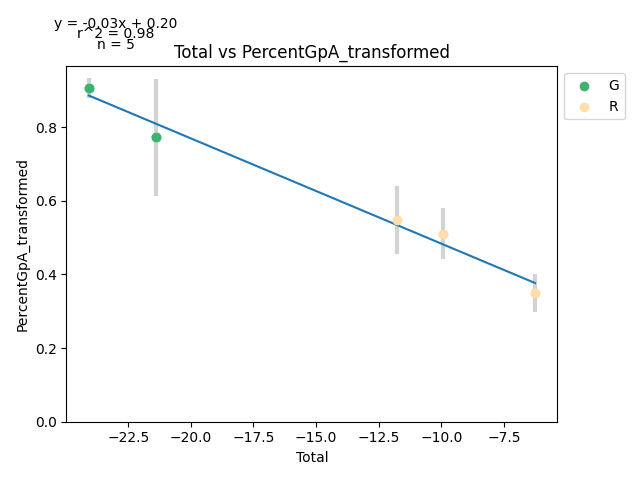 y = -0.03x + 0.20
r^2 = 0.98
n = 5
Total vs PercentGpA_transformed
G
R
PercentGpA_transformed
0.8
0.6
0.4
0.2
0.0
−22.5 −20.0 −17.5 −15.0 −12.5 −10.0 −7.5
Total